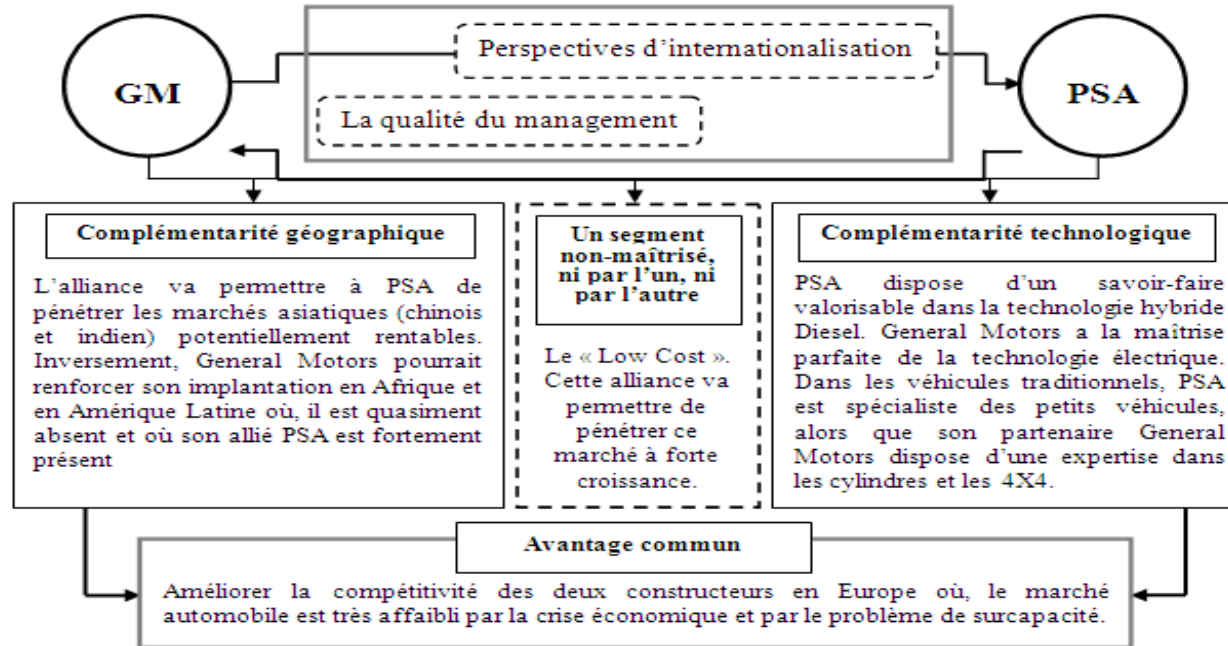 Perspectives d'internationalisation
GM
PSA
La qualité du management
Complémentarité géographique
L'alliance va permettre à PSA de
pénétrer les marchés asiatiques (chinois
et indien) potentiellement rentables.
Inversement, General Motors pourrait
renforcer son implantation en Afrique et
en Amérique Latine où, il est quasiment
absent et où son allié PSA est fortement
présent
Un segment
non-maîtrisé,
ni par l'un, ni
par l'autre
Le « Low Cost ».
Cette alliance va
permettre de
pénétrer ce
marché à forte
croissance.
Complémentarité technologique
PSA dispose d'un savoir-faire
valorisable dans la technologie hybride
Diesel. General Motors a la maîtrise
parfaite de la technologie électrique.
Dans les véhicules traditionnels, PSA
est spécialiste des petits véhicules,
alors que son partenaire General
Motors dispose d'une expertise dans
les cylindres et les 4X4.
Avantage commun
Améliorer la compétitivité des deux constructeurs en Europe où, le marché
automobile est très affaibli par la crise économique et par le problème de surcapacité.